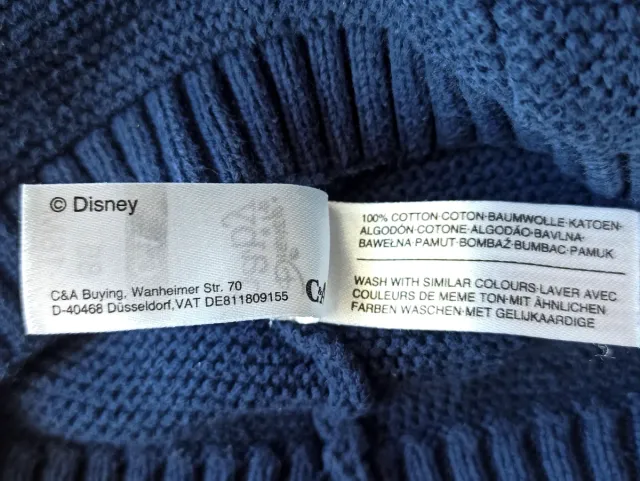 © Disney
C&A Buying, Wanheimer Str. 70
D-40468 Düsseldorf,VAT DE811809155
100% COTTON·COTON·BAUMWOLLE·KATOEN·
ALGODÓN·COTONE·ALGODÃO·BAVLNA·
BAWEŁNA·PAMUT·BOMBAŽ·BUMBAC·PAMUK
WASH WITH SIMILAR COLOURS·LAVER AVEC
COULEURS DE MEME TON·MIT ÄHNLICHEN
FARBEN WASCHEN·MET GELIJKAARDIGE